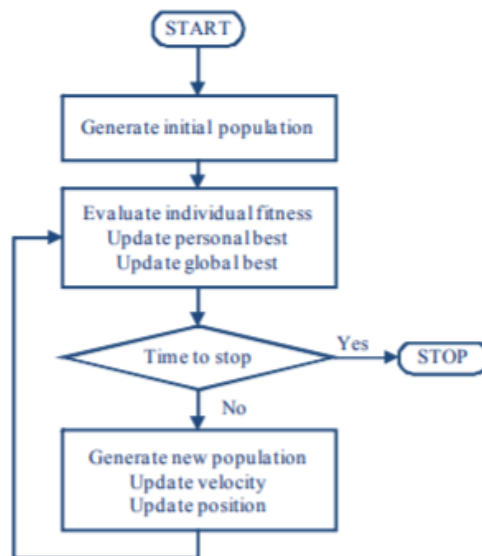 START
Generate initial population
Evaluate individual fitness
Update personal best
Update global best
Time to stop
Yes
STOP
No
Generate new population
Update velocity
Update position